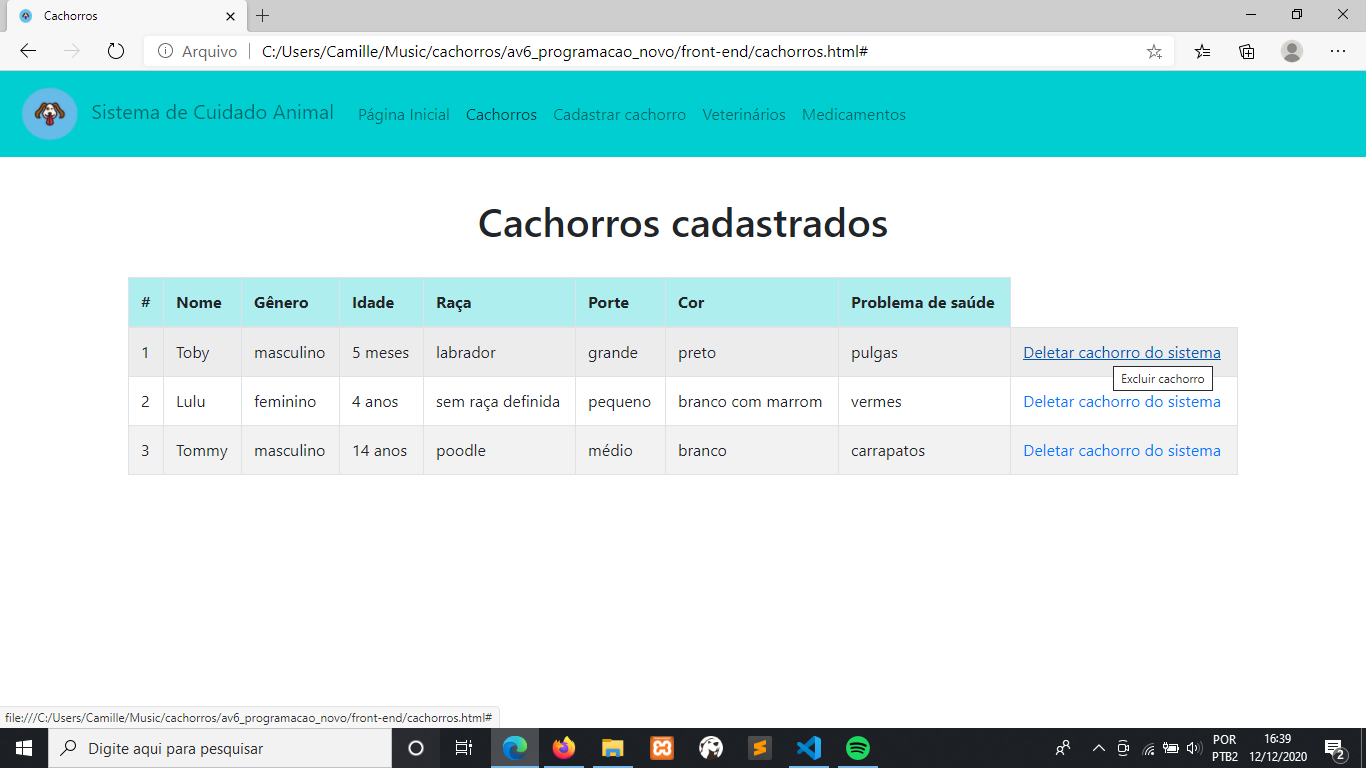 Cachorros
Arquivo
C:/Users/Camille/Music/cachorros/av6_programacao_novo/front-end/cachorros.html#
Sistema de Cuidado Animal Página Inicial Cachorros Cadastrar cachorro Veterinários Medicamentos
Cachorros cadastrados
# Nome Gênero Idade Raça Porte Cor Problema de saúde
1 Toby masculino 5 meses labrador grande preto pulgas Deletar cachorro do sistema
Excluir cachorro
2 Lulu feminino 4 anos sem raça definida pequeno branco com marrom vermes Deletar cachorro do sistema
3 Tommy masculino 14 anos poodle médio branco carrapatos Deletar cachorro do sistema
file:///C:/Users/Camille/Music/cachorros/av6_programacao_novo/front-end/cachorros.html#
Digite aqui para pesquisar
POR
PTB2
16:39
12/12/2020
2